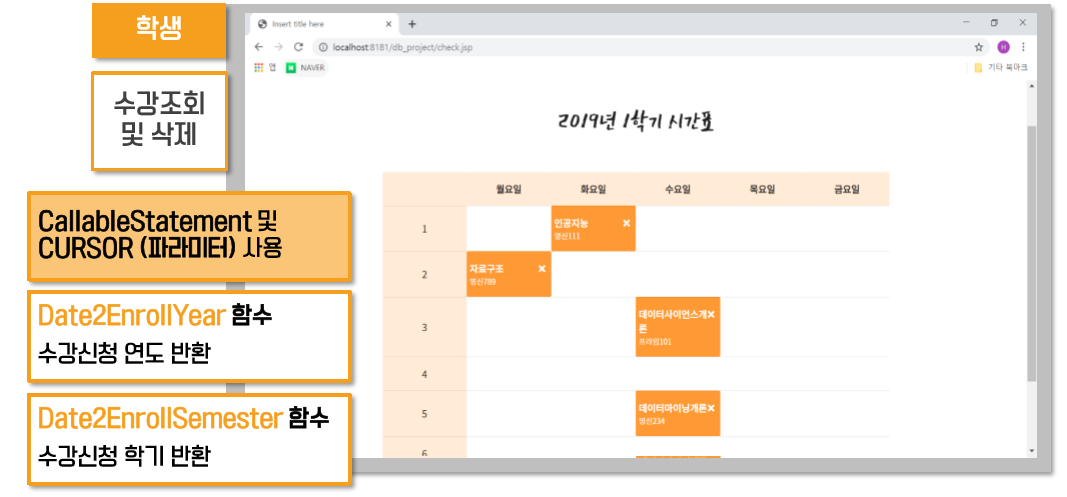 학생
수강조회
및 삭제
CallableStatement 및
CURSOR (파라미터) 사용
Date2EnrollYear 함수
수강신청 연도 반환
Date2EnrollSemester 함수
수강신청 학기 반환
Insert title here
localhost:8181/db_project/check.jsp
H
앱
NAVER
기타 북마크
2019년 1학기 시간표
월요일 화요일 수요일 목요일 금요일
1
인공지능
명신111
2
자료구조
명신789
3
데이터사이언스개
론
프라임101
4
5
데이터마이닝개론
명신234
6